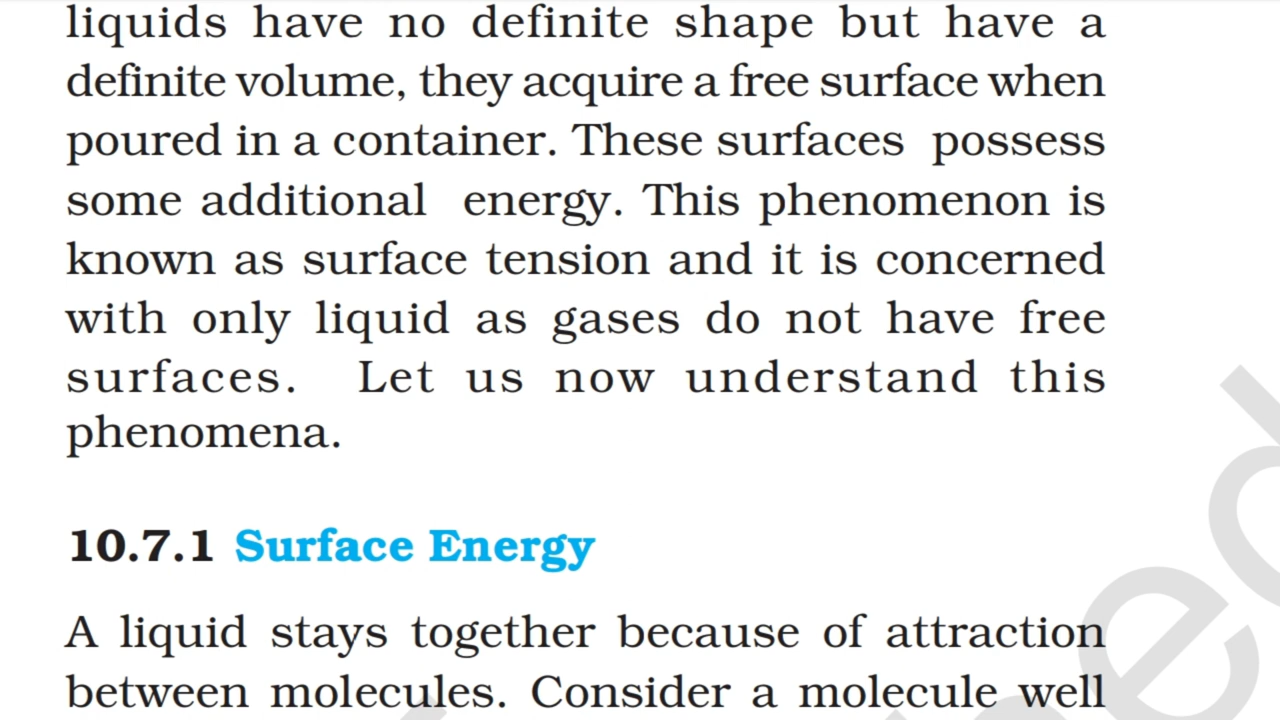 liquids have no definite shape but have a
definite volume, they acquire a free surface when
poured in a container. These surfaces possess
some additional energy. This phenomenon is
known as surface tension and it is concerned
with only liquid as gases do not have free
surfaces. Let us now understand this
phenomena.
10.7.1 Surface Energy
A liquid stays together because of attraction
between molecules. Consider a molecule well